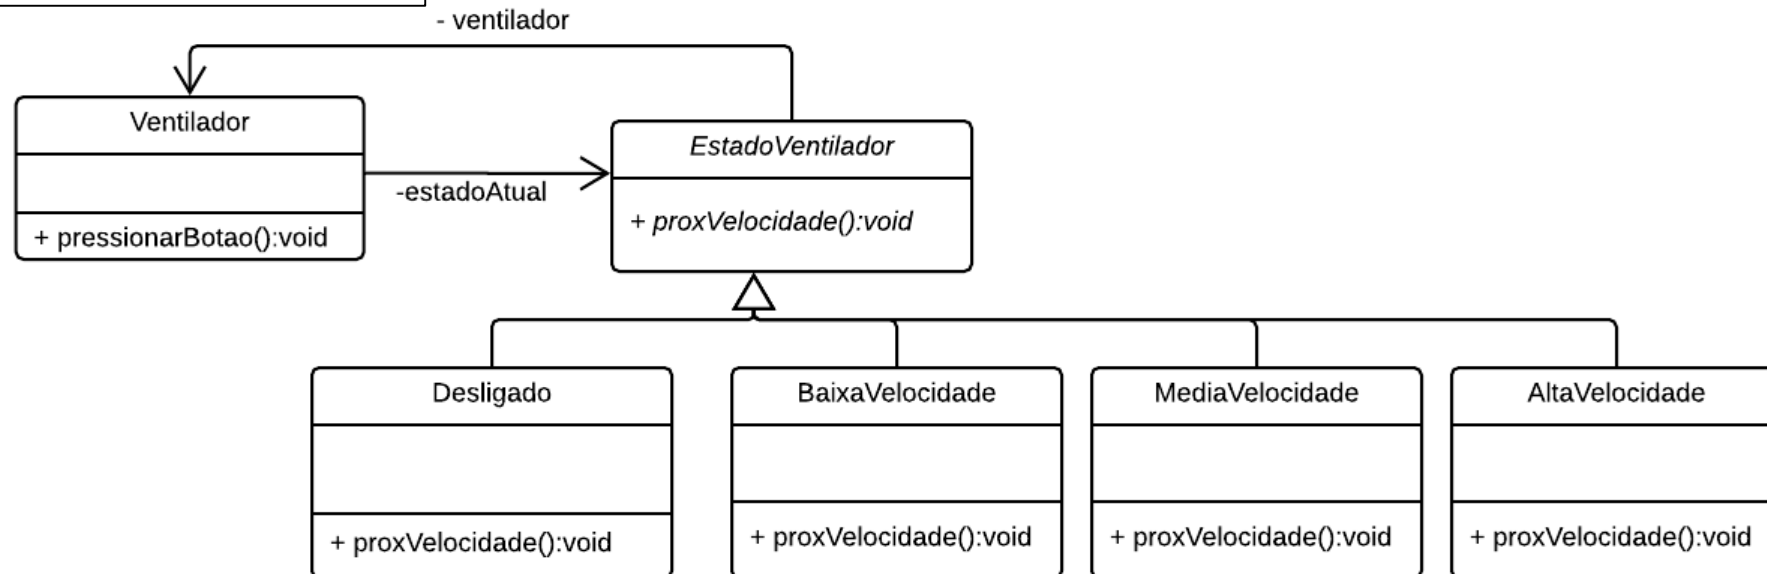 - ventilador
Ventilador
EstadoVentilador
-estadoAtual
+ proxVelocidade():void
+ pressionarBotao():void
Desligado
BaixaVelocidade
MediaVelocidade
AltaVelocidade
+ proxVelocidade():void
+ proxVelocidade():void
+ proxVelocidade():void
+ proxVelocidade():void